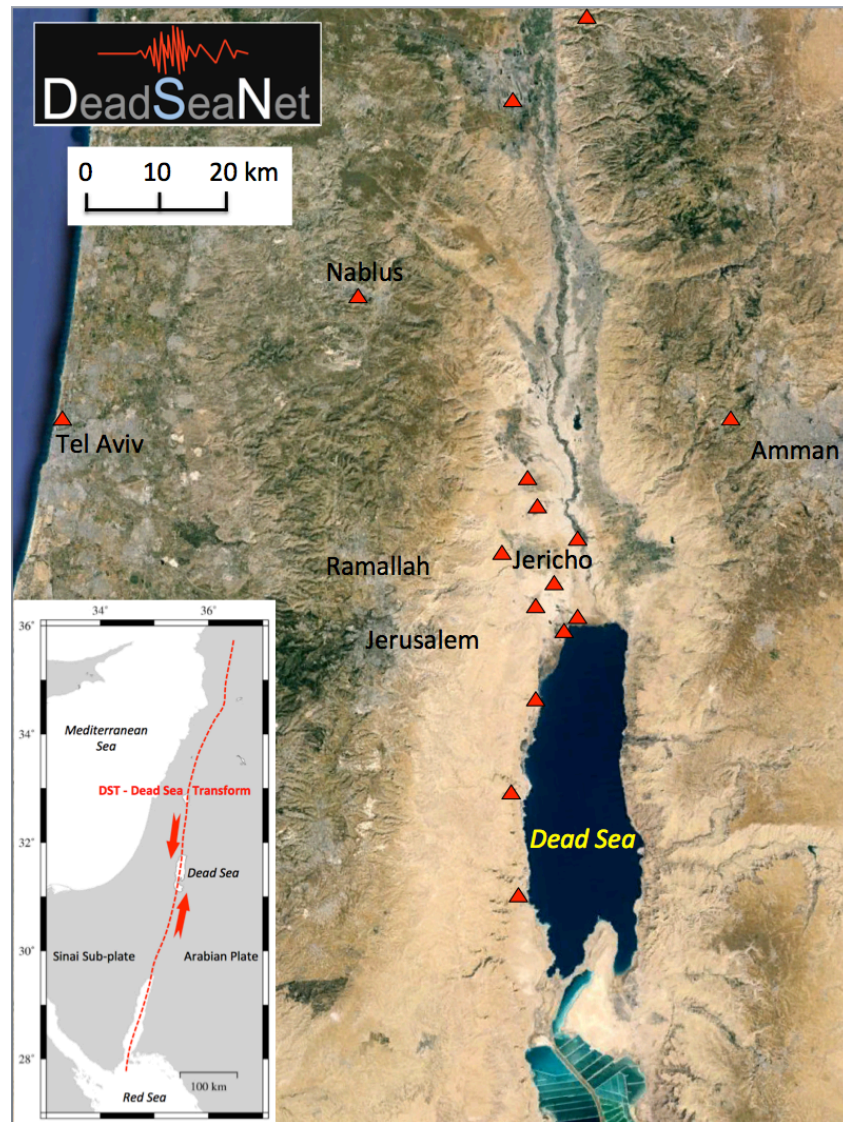 DeadSeaNet
0 10 20 km
Nablus
Tel Aviv
Amman
Ramallah
Jericho
Jerusalem
Dead Sea
34° 36°
36°
34°
32°
30°
28°
Mediterranean
Sea
DST - Dead Sea Transform
Dead Sea
Sinai Sub-plate Arabian Plate
100 km
Red Sea